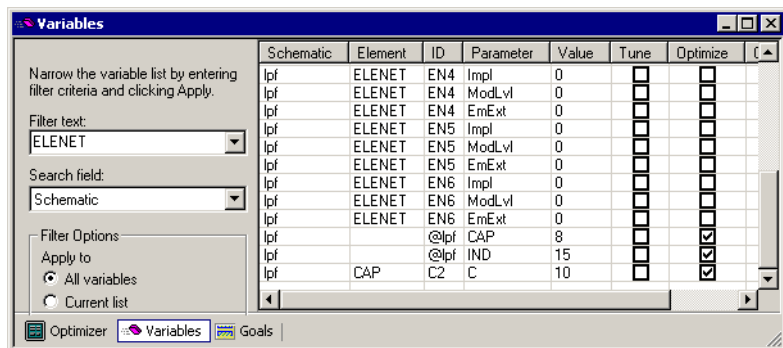 Variables
Narrow the variable list by entering
filter criteria and clicking Apply.
Filter text:
ELENET
Search field:
Schematic
Filter Options
Apply to
All variables
Current list
Schematic Element ID Parameter Value Tune Optimize
lpf ELENET EN4 Impl 0
lpf ELENET EN4 ModLvl 0
lpf ELENET EN4 EmExt 0
lpf ELENET EN5 Impl 0
lpf ELENET EN5 ModLvl 0
lpf ELENET EN5 EmExt 0
lpf ELENET EN6 Impl 0
lpf ELENET EN6 ModLvl 0
lpf ELENET EN6 EmExt 0
lpf @lpf CAP 8
lpf @lpf IND 15
lpf CAP C2 C 10
Optimizer Variables Goals